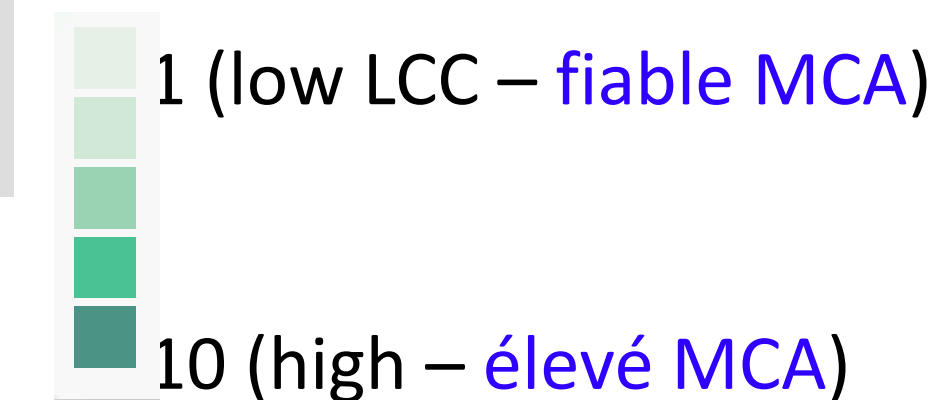 1 (low LCC – fiable MCA)
10 (high – élevé MCA)